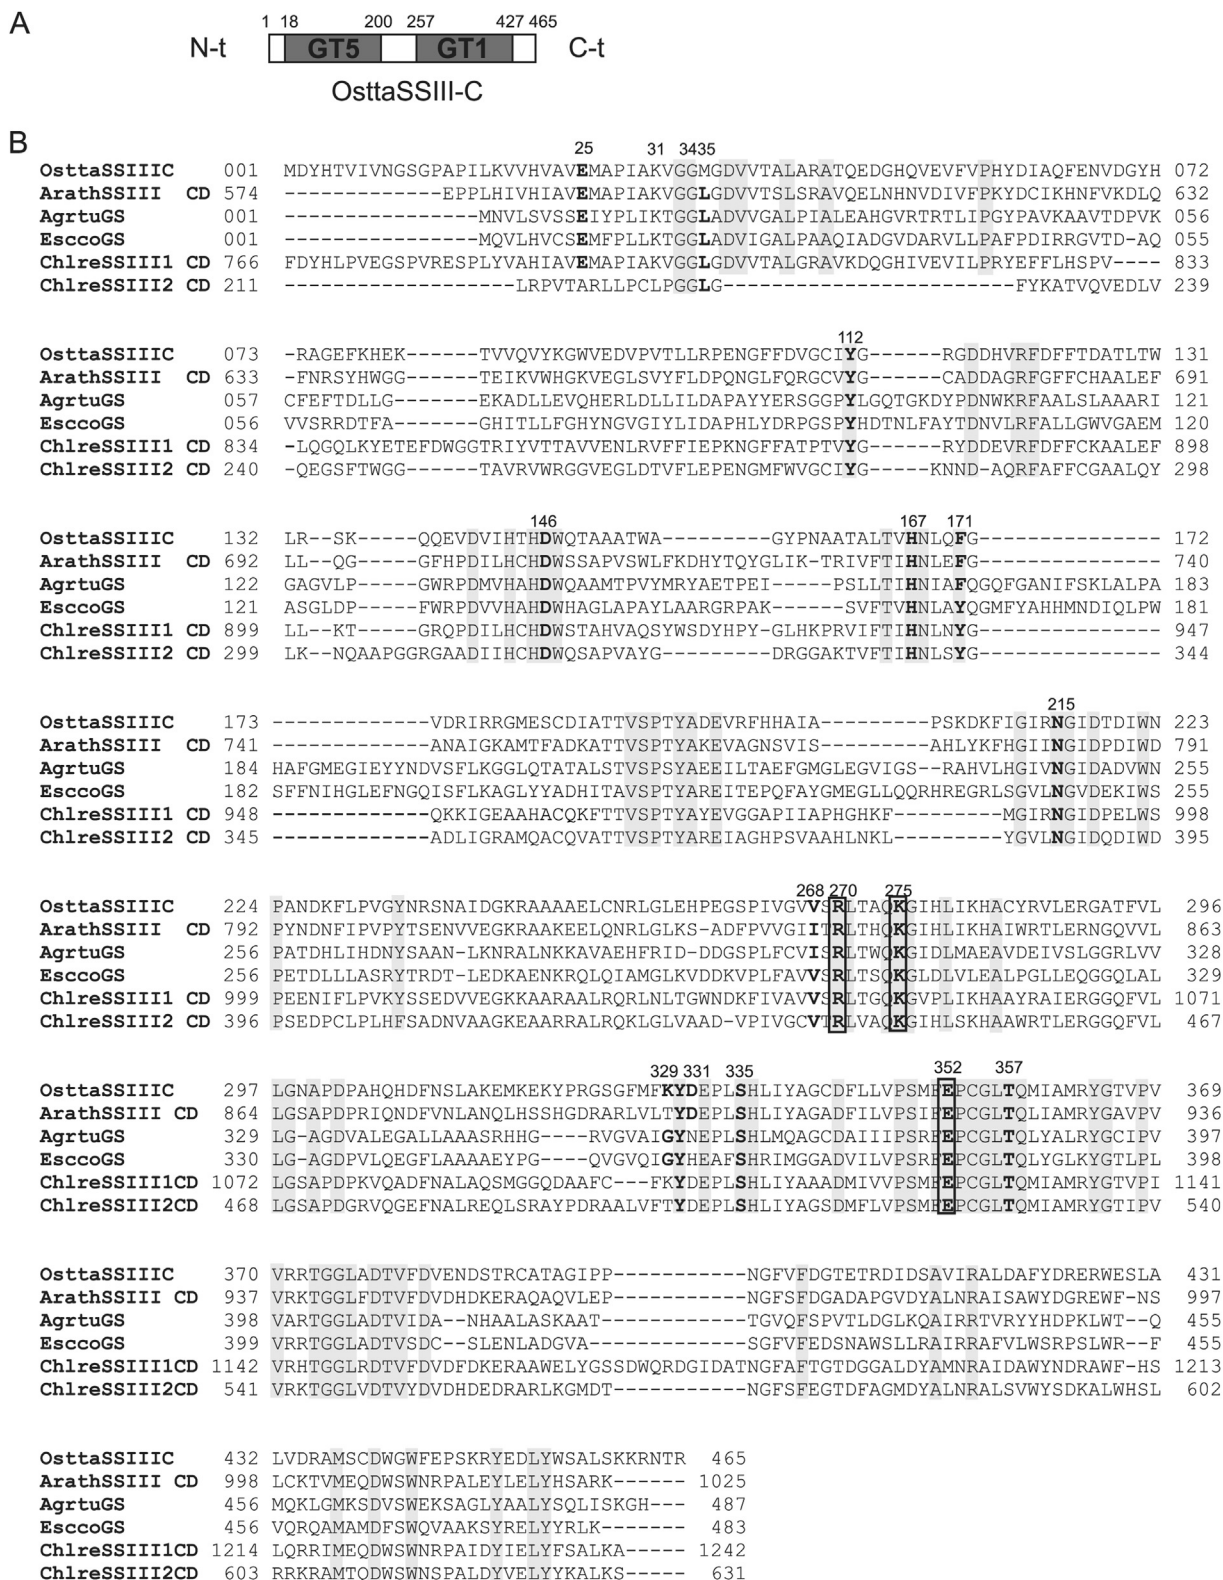 A
1 18 200 257 427 465
N-t GT5 GT1 C-t
OsttaSSIII-C
B
25 31 3435
OsttaSSIIIC 001 MDYHTVIVNGSGPAPILKVVHVAVEMAPIAKVGGMGDVVTALARATQEDGHQVEVFVPHYDIAQFENVDGYH 072
ArathSSIII CD 574 -------------EPPLHIVHIAVEMAPIAKVGGLGDVVTSLSRAVQELNHNVDIVFPKYDCIKHNFVKDLQ 632
AgrtuGS 001 ----------------MNVLSVSSEIYPLIKTGGLADVVGALPIALEAHGVRTRTLIPGYPAVKAAVTDPVK 056
EsccoGS 001 ----------------MQVLHVCSEMFPLLKTGGLADVIGALPAAQIADGVDARVLLPAFPDIRRGVTD-AQ 055
ChlreSSIII1 CD 766 FDYHLPVEGSPVRESPLYVAHIAVEMAPIAKVGGLGDVVTALGRAVKDQGHIVEVILPRYEFFLHSPV---- 833
ChlreSSIII2 CD 211 -------------------LRPVTARLLPCLPGGLG------------------------FYKATVQVEDLV 239
112
OsttaSSIIIC 073 -RAGEFKHEK------TVVQVYKGWVEDVPVTLLRPENGFFDVGCIYG------RGDDHVRFDFFTDATLTW 131
ArathSSIII CD 633 -FNRSYHWGG------TEIKVWHGKVEGLSVYFLDPQNGLFQRGCVYG------CADDAGRFGFFCHAALEF 691
AgrtuGS 057 CFEFTDLLG-------EKADLLEVQHERLDLLILDAPAYYERSGGPYLGQTGKDYPDNWKRFAALSLAAARI 121
EsccoGS 056 VVSRRDTFA-------GHITLLFGHYNGVGIYLIDAPHLYDRPGSPYHDTNLFAYTDNVLRFALLGWVGAEM 120
ChlreSSIII1 CD 834 -LQGQLKYETEFDWGGTRIYVTTAVVENLRVFFIEPKNGFFATPTVYG------RYDDEVRFDFFCKAALEF 898
ChlreSSIII2 CD 240 -QEGSFTWGG------TAVRVWRGGVEGLDTVFLEPENGMFWVGCIYG------KNND-AQRFAFFCGAALQY 298
146 167 171
OsttaSSIIIC 132 LR--SK-----QQEVDVIHTHDWQTAAATWA---------GYPNAATALTVHNLQFG--------------- 172
ArathSSIII CD 692 LL--QG-----GFHPDILHCHDWSSAPVSWLFKDHYTQYGLIK-TRIVFTIHNLEFG--------------- 740
AgrtuGS 122 GAGVLP-----GWRPDMVHAHDWQAAMTPVYMRYAETPEI------PSLLTIHNIAFQGQFGANIFSKLALPA 183
EsccoGS 121 ASGLDP-----FWRPDVVHAHDWHAGLAPAYLAARGRPAK------SVFTVHNLAYQGMFYAHHMNDIQLPW 181
ChlreSSIII1 CD 899 LL--KT-----GRQPDILHCHDWSTAHVAQSYWSDYHPY-GLHKPRVIFTIHNLNYG--------------- 947
ChlreSSIII2 CD 299 LK--NQAAPGGRGAADIIHCHDWQSAPVAYG---------DRGGAKTVFTIHNLSYG--------------- 344
215
OsttaSSIIIC 173 -------------VDRIRRGMESCDIATTVSPTYADEVRFHHAIA---------PSKDKFIGIRNGIDTDIWN 223
ArathSSIII CD 741 -------------ANAIGKAMTFADKATTVSPTYAKEVAGNSVIS---------AHLYKFHGIINGIDPDIWD 791
AgrtuGS 184 HAFGMEGIEYYNDVSFLKGGLQTATALSTVSPSYAEEILTAEFGMGLEGVIGS--RAHVLHGIVNGIDADVWN 255
EsccoGS 182 SFFNIHGLEFNGQISFLKAGLYYADHITAVSPTYAREITEPQFAYGMEGLLQQRHREGRLSGVLNGVDEKIWS 255
ChlreSSIII1 CD 948 -------------QKKIGEAAHACQKFTTVSPTYAREVGGAPIIAPHGHKF---------MGIRNGIDPELWS 998
ChlreSSIII2 CD 345 -------------ADLIGRAMQACQVATTVSPTYAREIAGHPSVAAHLNKL---------YGVLNGIDQDIWD 395
268 270 275
OsttaSSIIIC 224 PANDKFLPVGYNRSNAIDGKRAAAAELCNRLGLEHPEGSPIVGVVSRLTAQKGIHLIKHACYRVLERGATFVL 296
ArathSSIII CD 792 PYNDNFIPVPYTSENVVEGKRAAKEELQNRLGLKS-ADFPVVGIITRLTHQKGIHLIKHAIWRTLERNGQVVL 863
AgrtuGS 256 PATDHLIHDNYSAAN-LKNRALNKKAVAEHFRID-DDGSPLFCVISRLTWQKGIDLMAEAVDEIVSLGGRLVV 328
EsccoGS 256 PETDLLLASRYTRDT-LEDKAENKRQLQIAMGLKVDDKVPLFAVVSRLTSQKGLDLVLEALPGLLEQGGQLAL 329
ChlreSSIII1 CD 999 PEENIFLPVKYSSEDVVEGKKAARAALRQRLNLTGWNDKFIVAVVSRLTGQKGVPLIKHAAYRAIERGGQFVL 1071
ChlreSSIII2 CD 396 PSEDPCLPLHFSADNVAAGKEAARRALRQKLGLVAAD-VPIVGCVTRLVAQKGIHLSKHAAWRTLERGGQFVL 467
329 331 335 352 357
OsttaSSIIIC 297 LGNAPDPAHQHDFNSLAKEMKEKYPRGSGFMFKYDEPLSHLIYAGCDFLLVPSMFEPCGLTQMIAMRYGTVPV 369
ArathSSIII CD 864 LGSAPDPRIQNDFVNLANQLHSSHGDRARLVLTYDEPLSHLIYAGADFILVPSIFEPCGLTQLIAMRYGAVPV 936
AgrtuGS 329 LG-AGDVALEGALLAAASRHHG----RVGVAIGYNEPLSHLMQAGCDAIIIPSRFEPCGLTQLYALRYGCIPV 397
EsccoGS 330 LG-AGDPVLQEGFLAAAAEYPG----QVGVQIGYHEAFSHRIMGGADVILVPSRFEPCGLTQLYGLKYGTLPL 398
ChlreSSIII1CD 1072 LGSAPDPKVQADFNALAQSMGGQDAAFC---FKYDEPLSHLIYAAADMIVVPSMFEPCGLTQMIAMRYGTVPI 1141
ChlreSSIII2CD 468 LGSAPDGRVQGEFNALREQLSRAYPDRAALVFTYDEPLSHLIYAGSDMFLVPSMFEPCGLTQMIAMRYGTVPI 540
OsttaSSIIIC 370 VRRTGGLADTVFDVENDSTRCATAGIPP-----------NGFVFDGTETRDIDSAVIRALDAFYDRERWESLA 431
ArathSSIII CD 937 VRKTGGLFDTVFDVDHDKERAQAQVLEP-----------NGFSFDGADAPGVDYALNRAISAWYDGREWF-NS 997
AgrtuGS 398 VARTGGLADTVIDA--NHAALASKAAT------------TGVQFSPVTLDGLKQAIRRTVRYYHDPKLWT--Q 455
EsccoGS 399 VRRTGGLADTVSDC--SLENLADGVA-------------SGFVFEDSNAWSLLRAIRRAFVLWSRPSLWR--F 455
ChlreSSIII1CD 1142 VRHTGGLRDTVFDVDFDKERAAWELYGSSDWQRDGIDATNGFAFTGTDGGALDYAMNRAIDAWYNDRAWF-HS 1213
ChlreSSIII2CD 541 VRKTGGLVDTVYDVDHDEDRARLKGMDT-----------NGFSFEGTDFAGMDYALNRALSVWYSDKALWHSL 602
OsttaSSIIIC 432 LVDRAMSCDWGWFEPSKRYEDLYWSALSKKRNTR 465
ArathSSIII CD 998 LCKTVMEQDWSWNRPALEYLELYHSARK------ 1025
AgrtuGS 456 MQKLGMKSDVSWEKSAGLYAALYSQLISKGH--- 487
EsccoGS 456 VQRQAMAMDFSWQVAAKSYRELYYRLK------- 483
ChlreSSIII1CD 1214 LQRRIMEQDWSWNRPAIDYIELYFSALKA----- 1242
ChlreSSIII2CD 603 RRKRAMTQDWSWNSPALDYVELYYKALKS----- 631